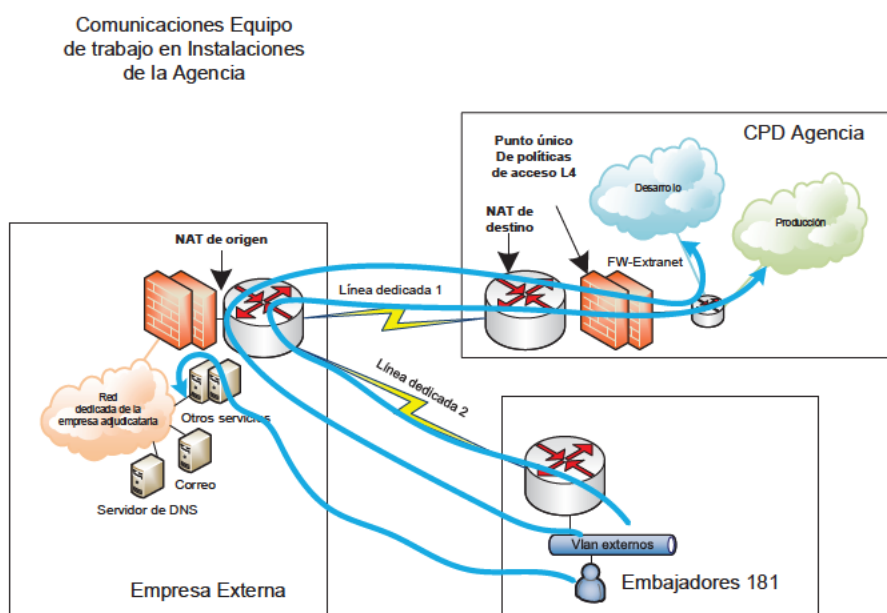 Comunicaciones Equipo
de trabajo en Instalaciones
de la Agencia
CPD Agencia
Punto único
De políticas
de acceso L4
Desarrollo
Producción
NAT de
destino
FW-Extranet
NAT de origen
Línea dedicada 1
Línea dedicada 2
Red
dedicada de la
empresa adjudicataria
Otros servicios
Correo
Servidor de DNS
Empresa Externa
Vlan externos
Embajadores 181